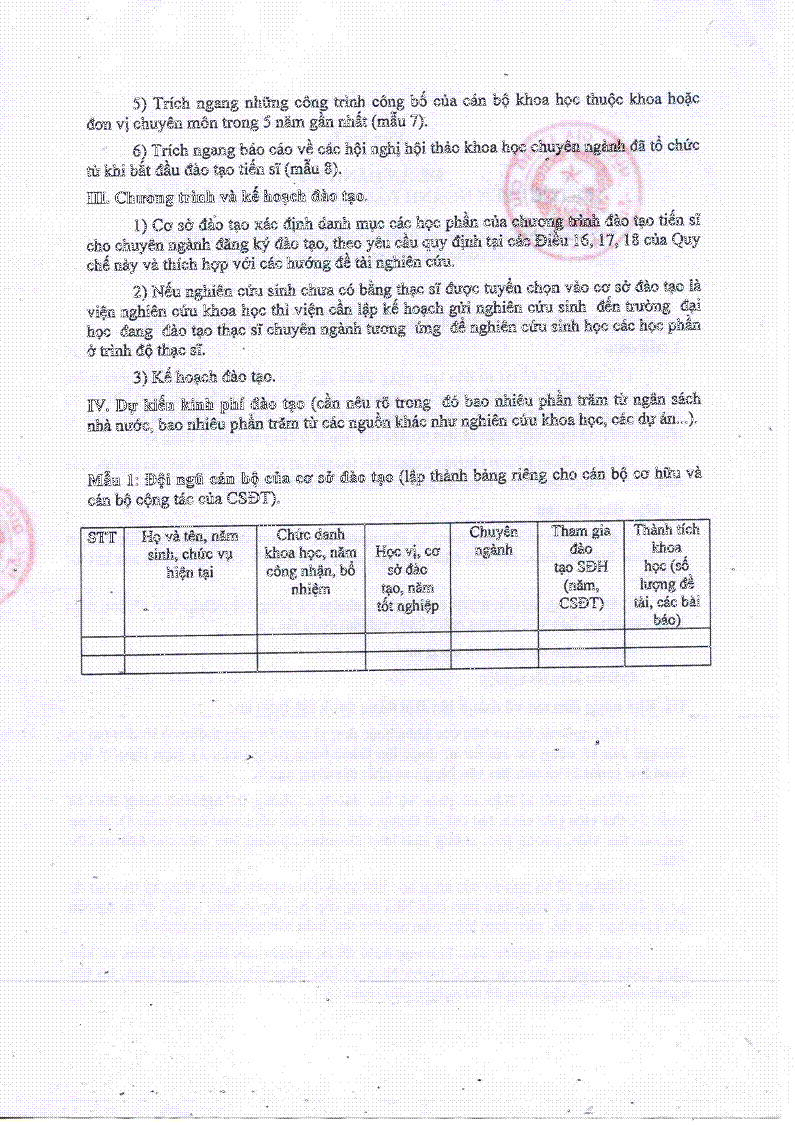 5) Trích ngang những công trình công bố của cán bộ khoa học thuộc khoa hoặc
đơn vị chuyên môn trong 5 năm gần nhất (mẫu 7).
6) Trích ngang báo cáo về các hội nghị hội thảo khoa học chuyên ngành đã tổ chức
từ khi bắt đầu đào tạo tiến sĩ (mẫu 8).
III. Chương trình và kế hoạch đào tạo.
1) Cơ sở đào tạo xác định danh mục các học phần của chương trình đào tạo tiến sĩ
cho chuyên ngành đăng ký đào tạo, theo yêu cầu quy định tại các Điều 16, 17, 18 của Quy
chế này và thích hợp với các hướng đề tài nghiên cứu.
2) Nếu nghiên cứu sinh chưa có bằng thạc sĩ được tuyển chọn vào cơ sở đào tạo là
viện nghiên cứu khoa học thì viện cần lập kế hoạch gửi nghiên cứu sinh đến trường đại
học đang đào tạo thạc sĩ chuyên ngành tương ứng để nghiên cứu sinh học các học phần
ở trình độ thạc sĩ.
3) Kế hoạch đào tạo.
IV. Dự kiến kinh phí đào tạo (cần nêu rõ trong đó bao nhiêu phần trăm từ ngân sách
nhà nước, bao nhiêu phần trăm từ các nguồn khác như nghiên cứu khoa học, các dự án...).
Mẫu 1: Đội ngũ cán bộ của cơ sở đào tạo (lập thành bảng riêng cho cán bộ cơ hữu và
cán bộ cộng tác của CSĐT).
STT
Họ và tên, năm
sinh, chức vụ
hiện tại
Chức danh
khoa học, năm
công nhận, bổ
nhiệm
Học vị, cơ
sở đào
tạo, năm
tốt nghiệp
Chuyên
ngành
Tham gia
đào
tạo SĐH
(năm,
CSĐT)
Thành tích
khoa
học (số
lượng đề
tài, các bài
báo)